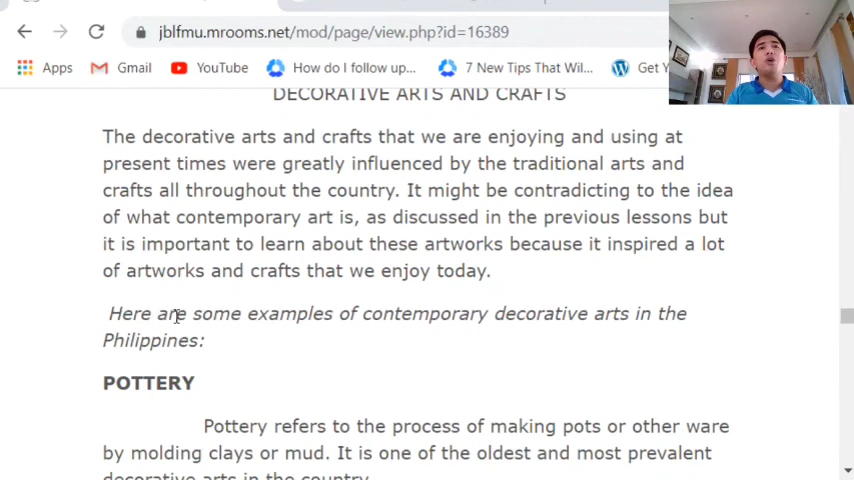 jblfmu.mrooms.net/mod/page/view.php?id=16389
Apps Gmail YouTube How do I follow up... 7 New Tips That Wil... Get Y
DECORATIVE ARTS AND CRAFTS
The decorative arts and crafts that we are enjoying and using at
present times were greatly influenced by the traditional arts and
crafts all throughout the country. It might be contradicting to the idea
of what contemporary art is, as discussed in the previous lessons but
it is important to learn about these artworks because it inspired a lot
of artworks and crafts that we enjoy today.
Here are some examples of contemporary decorative arts in the
Philippines:
POTTERY
Pottery refers to the process of making pots or other ware
by molding clays or mud. It is one of the oldest and most prevalent
decorative arts in the country.